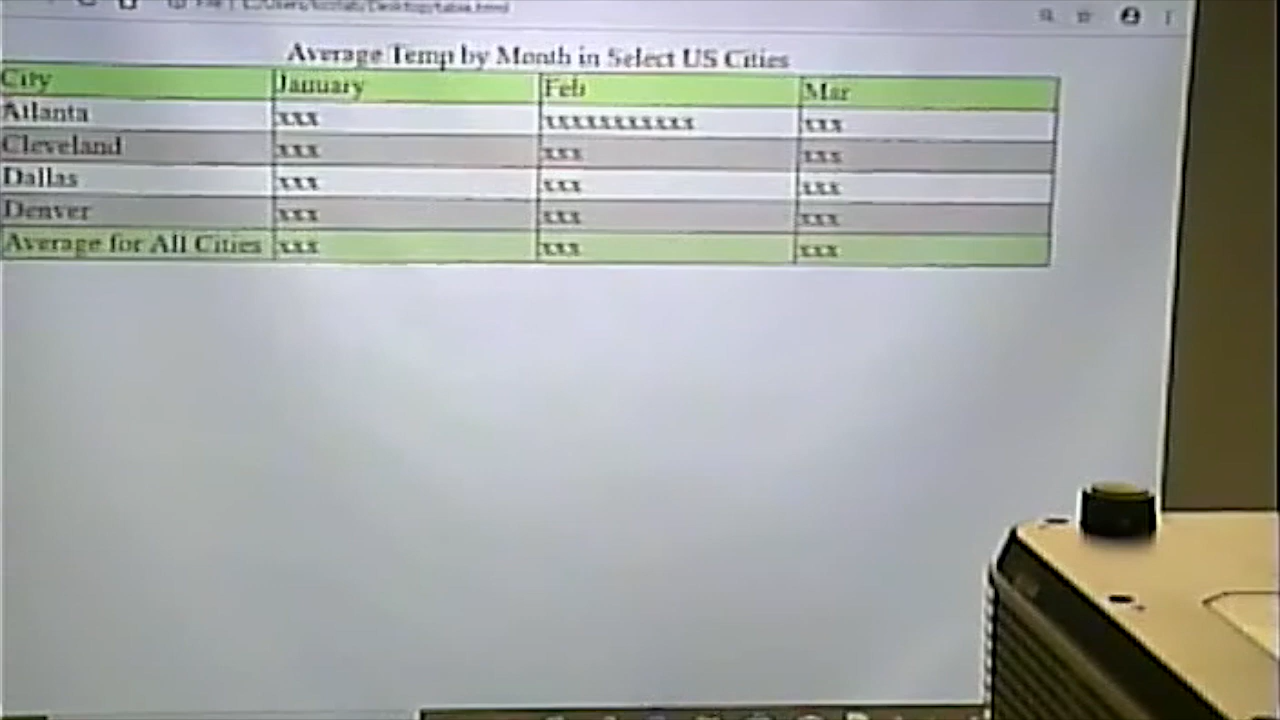 Average Temp by Month in Select US Cities
City January Feb Mar
Atlanta xxx xxxxxxxxxxx xxx
Cleveland xxx xxx xxx
Dallas xxx xxx xxx
Denver xxx xxx xxx
Average for All Cities xxx xxx xxx